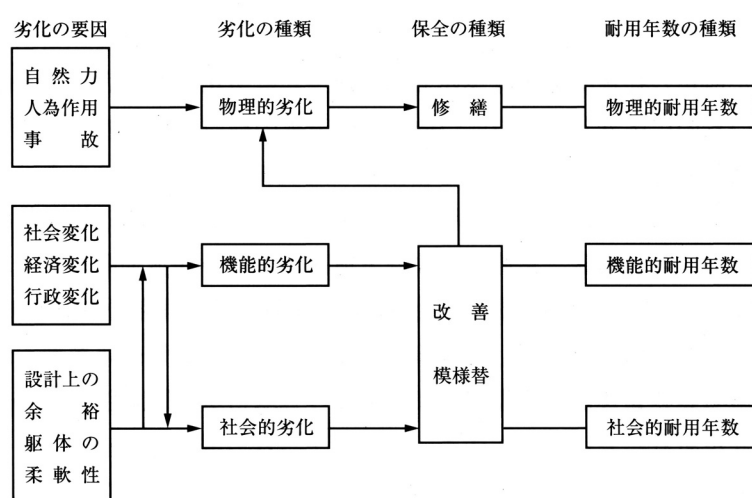 劣化の要因
劣化の種類
保全の種類
耐用年数の種類
自然力
人為作用
事故
物理的劣化
修繕
物理的耐用年数
社会変化
経済変化
行政変化
機能的劣化
改善
模様替
機能的耐用年数
設計上の
余裕
躯体の
柔軟性
社会的劣化
社会的耐用年数